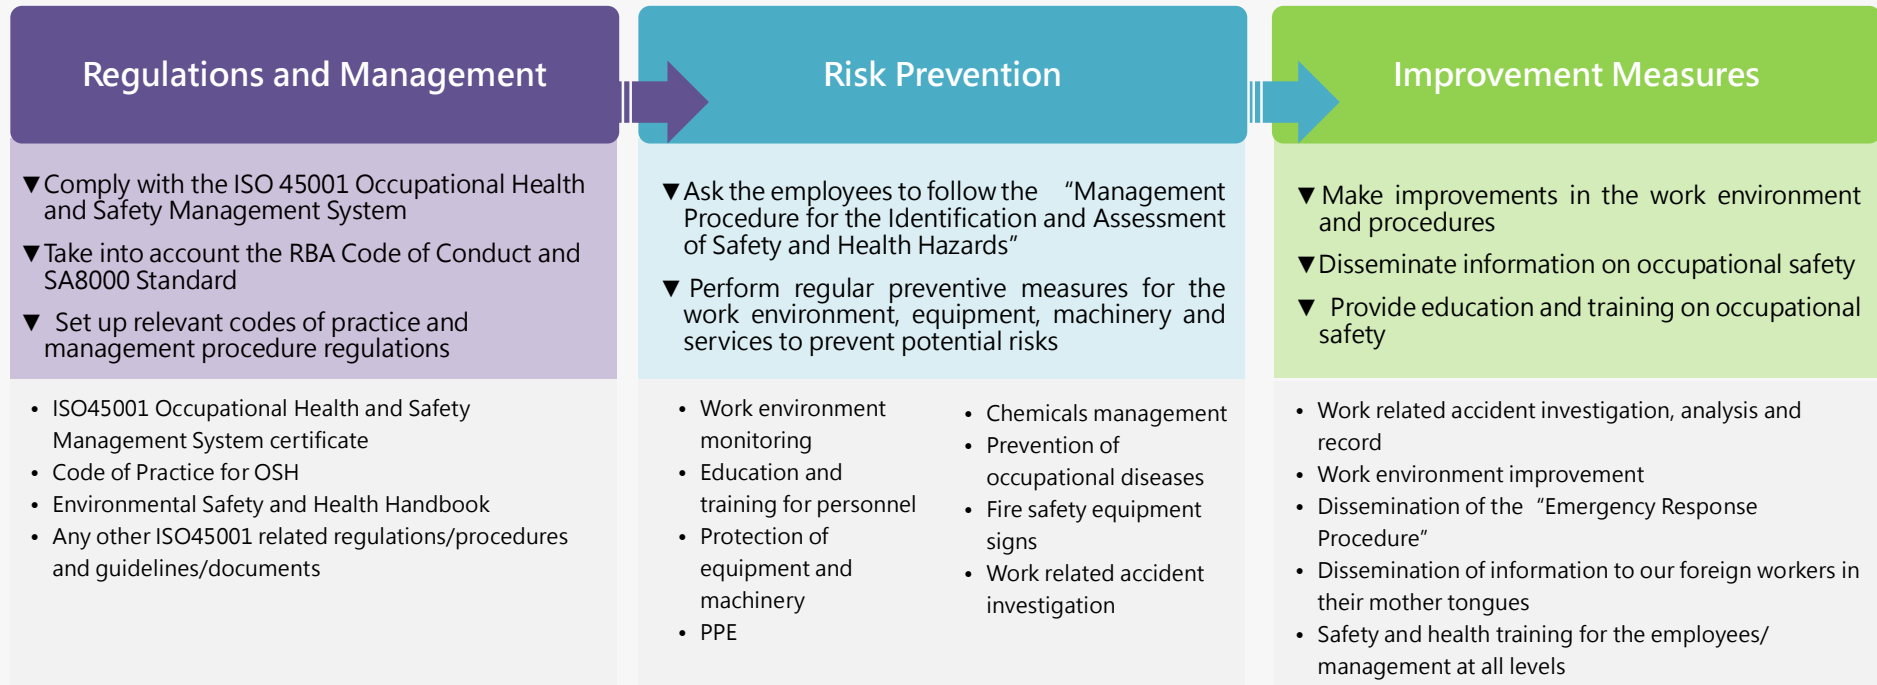 Regulations and Management
▼Comply with the ISO 45001 Occupational Health
and Safety Management System
▼Take into account the RBA Code of Conduct and
SA8000 Standard
▼ Set up relevant codes of practice and
management procedure regulations
• ISO45001 Occupational Health and Safety
Management System certificate
• Code of Practice for OSH
• Environmental Safety and Health Handbook
• Any other ISO45001 related regulations/procedures
and guidelines/documents
Risk Prevention
▼Ask the employees to follow the “Management
Procedure for the Identification and Assessment
of Safety and Health Hazards”
▼ Perform regular preventive measures for the
work environment, equipment, machinery and
services to prevent potential risks
• Work environment
monitoring
• Education and
training for personnel
• Protection of
equipment and
machinery
• PPE
• Chemicals management
• Prevention of
occupational diseases
• Fire safety equipment
signs
• Work related accident
investigation
Improvement Measures
▼ Make improvements in the work environment
and procedures
▼Disseminate information on occupational safety
▼ Provide education and training on occupational
safety
• Work related accident investigation, analysis and
record
• Work environment improvement
• Dissemination of the “Emergency Response
Procedure”
• Dissemination of information to our foreign workers in
their mother tongues
• Safety and health training for the employees/
management at all levels